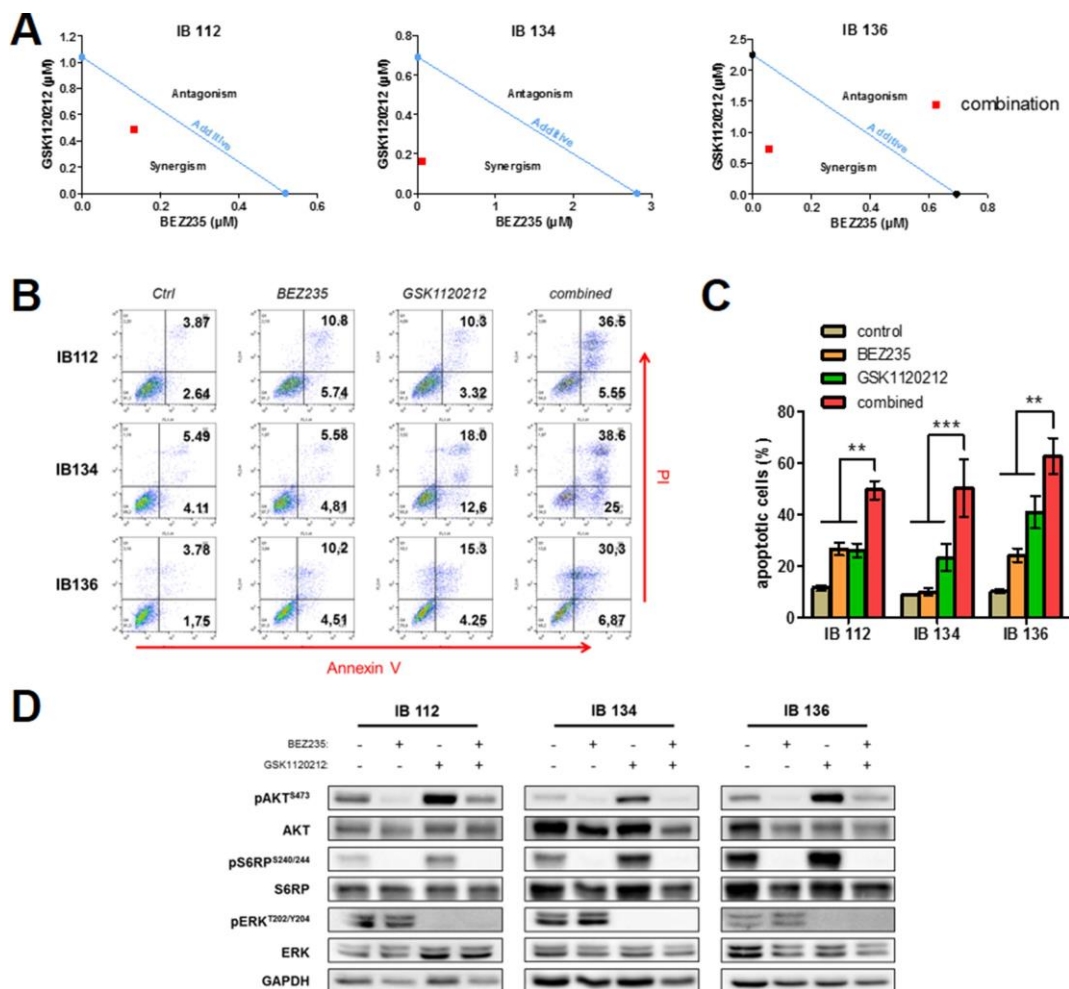 A
IB 112
GSK1120212 (µM)
1.2
1.0
0.8
0.6
0.4
0.2
0.0
Antagonism
Additive
Synergism
0.0 0.2 0.4 0.6
BEZ235 (µM)
IB 134
GSK1120212 (µM)
0.8
0.6
0.4
0.2
0.0
Antagonism
Additive
Synergism
0 1 2 3
BEZ235 (µM)
IB 136
GSK1120212 (µM)
2.5
2.0
1.5
1.0
0.5
0.0
Antagonism
Additive
Synergism
0.0 0.2 0.4 0.6 0.8
BEZ235 (µM)
combination
B
Ctrl BEZ235 GSK1120212 combined
IB112
3.87 10.8 10.3 36.5
2.64 5.74 3.32 5.55
IB134
5.49 5.58 18.0 38.6
4.11 4.81 12,6 25
IB136
3.78 10,2 15.3 30,3
1,75 4,51 4.25 6,87
PI
Annexin V
C
control
BEZ235
GSK1120212
combined
apoptotic cells (%)
80
60
40
20
0
** *** **
IB 112 IB 134 IB 136
D
IB 112 IB 134 IB 136
BEZ235: - + - + - + - + - + - +
GSK1120212: - - + + - - + + - - + +
pAKTS473
AKT
pS6RPS240/244
S6RP
pERKT202/Y204
ERK
GAPDH